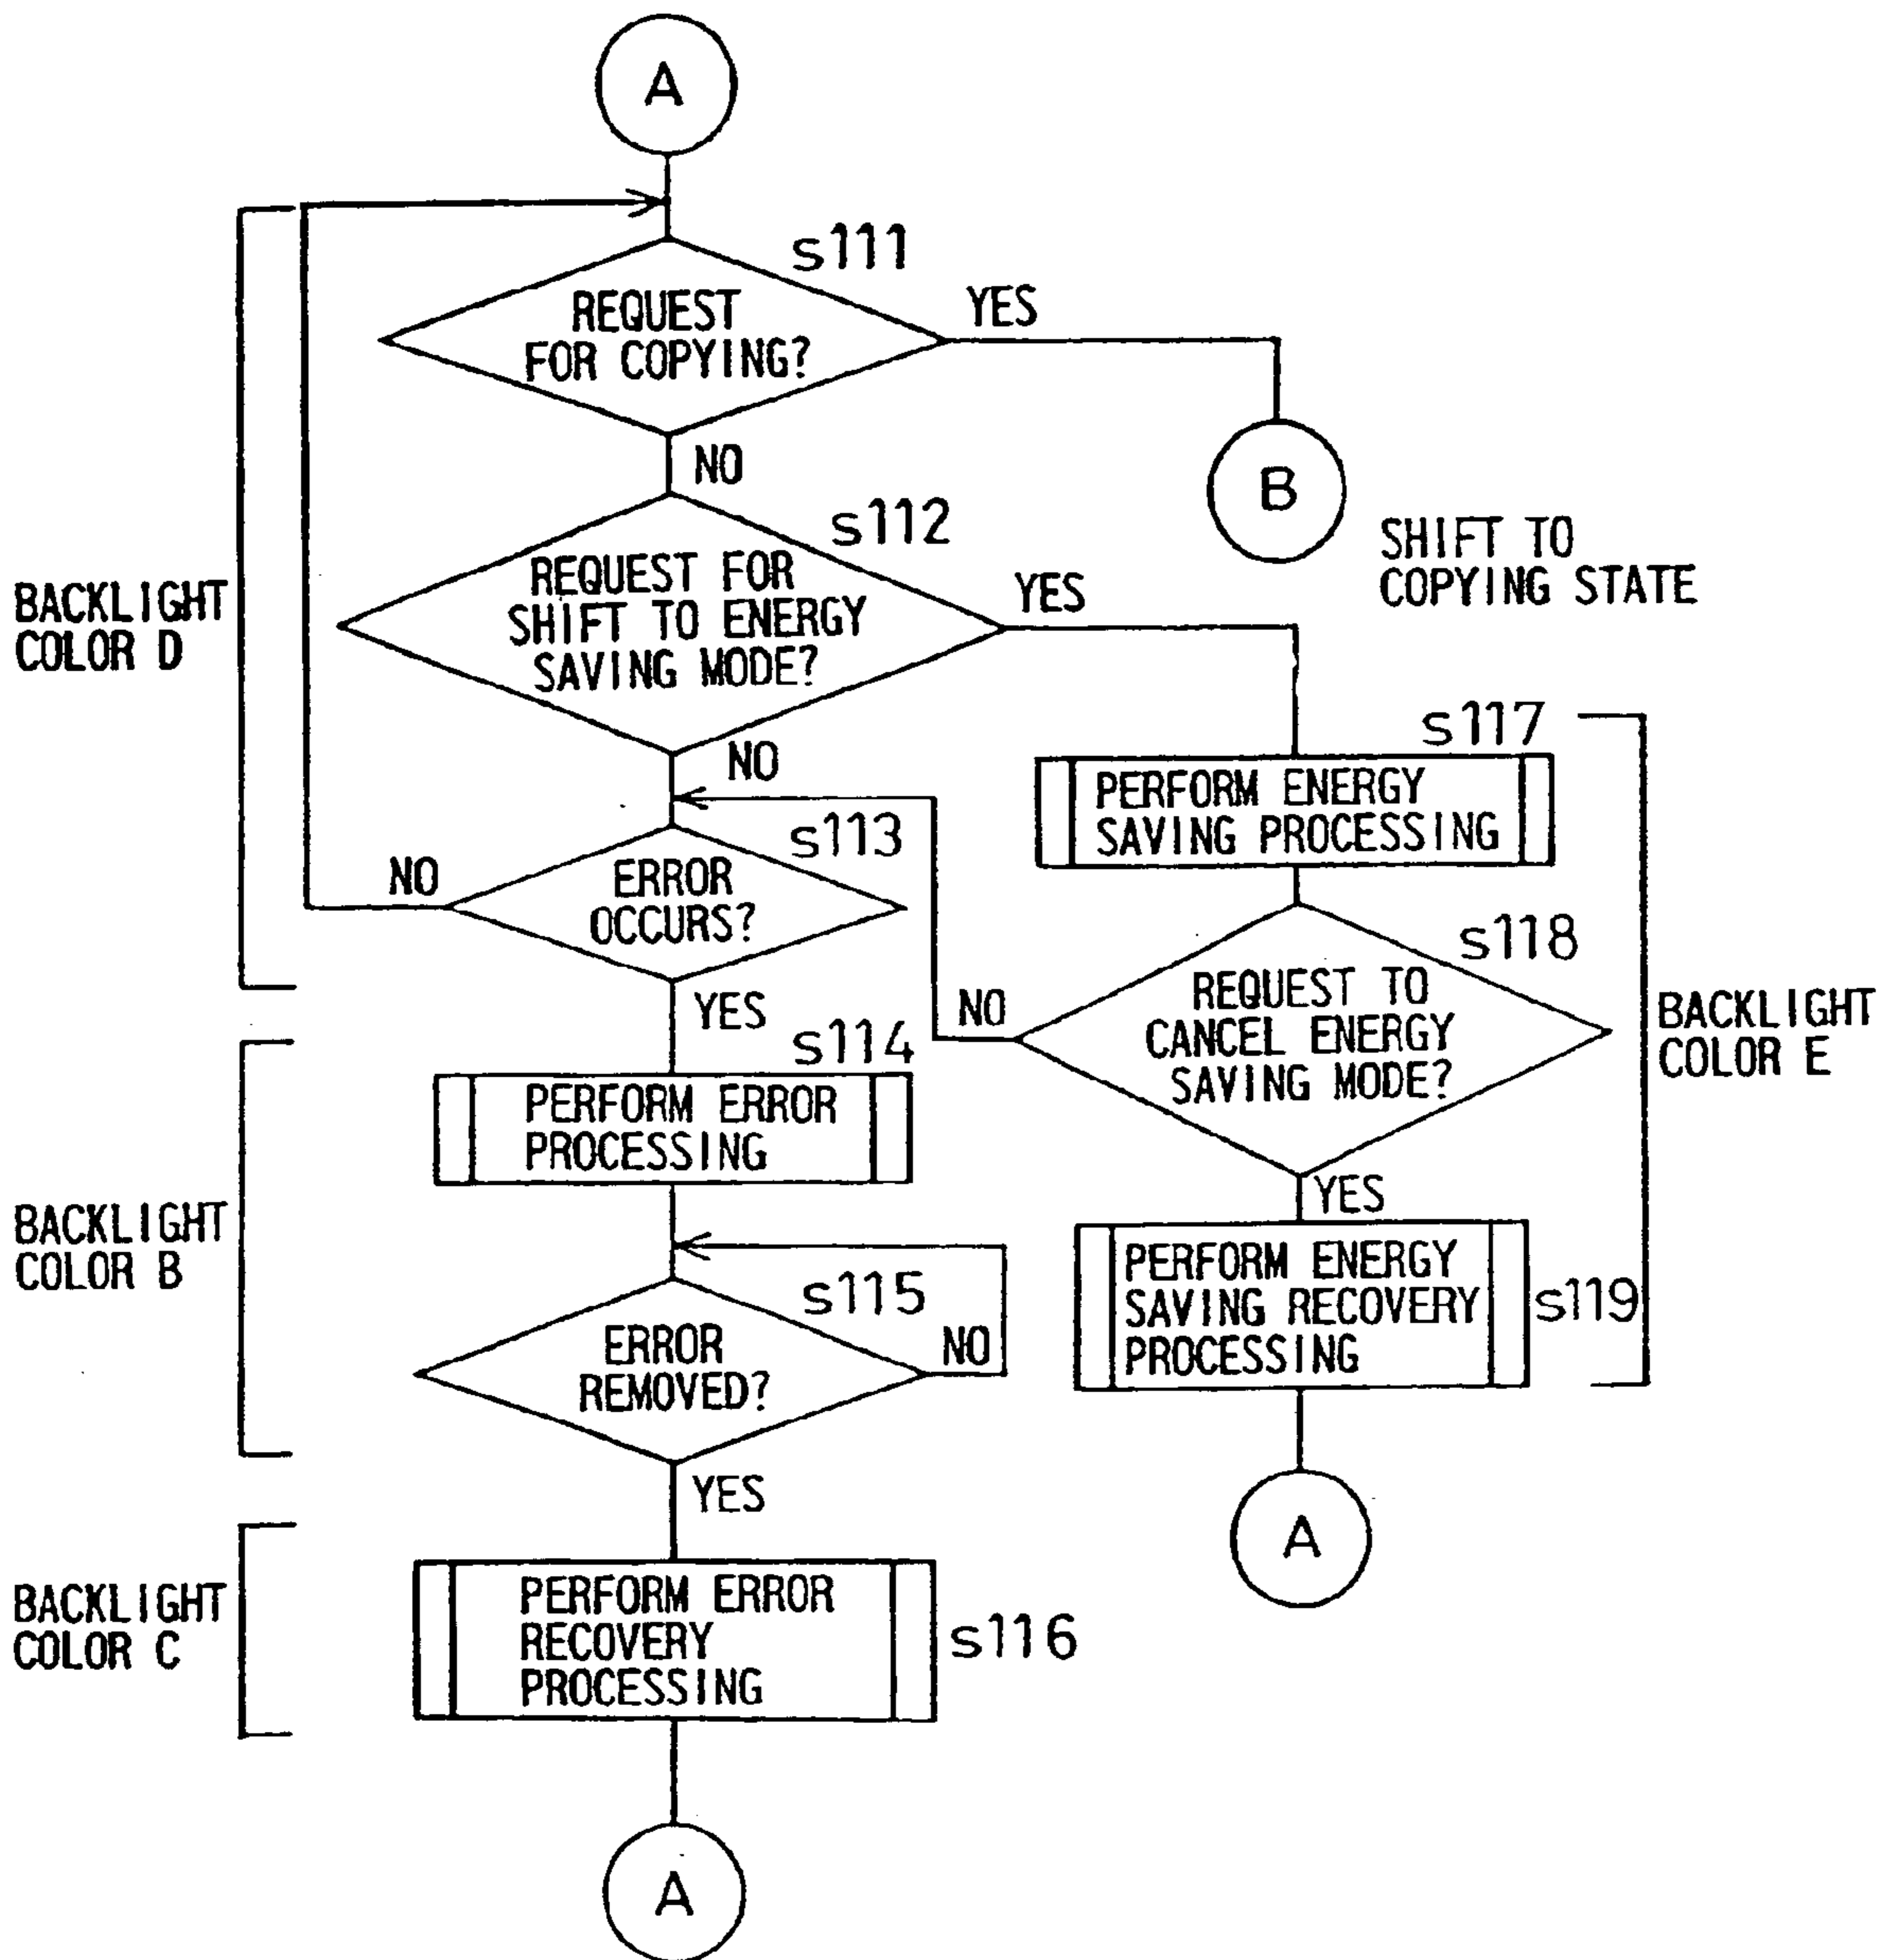 A
s111
REQUEST
FOR COPYING?
YES
NO
B
SHIFT TO
COPYING STATE
s112
REQUEST FOR
SHIFT TO ENERGY
SAVING MODE?
YES
BACKLIGHT
COLOR D
NO
s117
PERFORM ENERGY
SAVING PROCESSING
s113
NO
ERROR
OCCURS?
s118
REQUEST TO
CANCEL ENERGY
SAVING MODE?
NO
BACKLIGHT
COLOR E
YES
s114
PERFORM ERROR
PROCESSING
YES
BACKLIGHT
COLOR B
PERFORM ENERGY
SAVING RECOVERY
PROCESSING
s119
s115
ERROR
REMOVED?
NO
YES
A
BACKLIGHT
COLOR C
PERFORM ERROR
RECOVERY
PROCESSING
s116
A